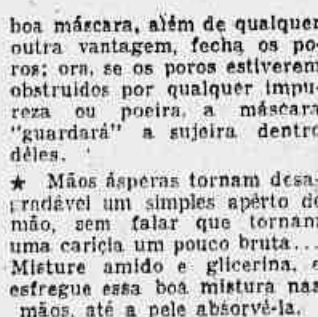 boa máscara, além de qualquer
outra vantagem, fecha os po-
ros; ora, se os poros estiverem
obstruidos por qualquer impu-
reza ou poeira, a máscara
"guardará" a sujeira dentro
dêles.
★ Mãos ásperas tornam desa-
gradável um simples apêrto de
mão, sem falar que tornam
uma caricia um pouco bruta...
Misture amido e glicerina, e
esfregue essa boa mistura nas
mãos, até a pele absorvê-la.